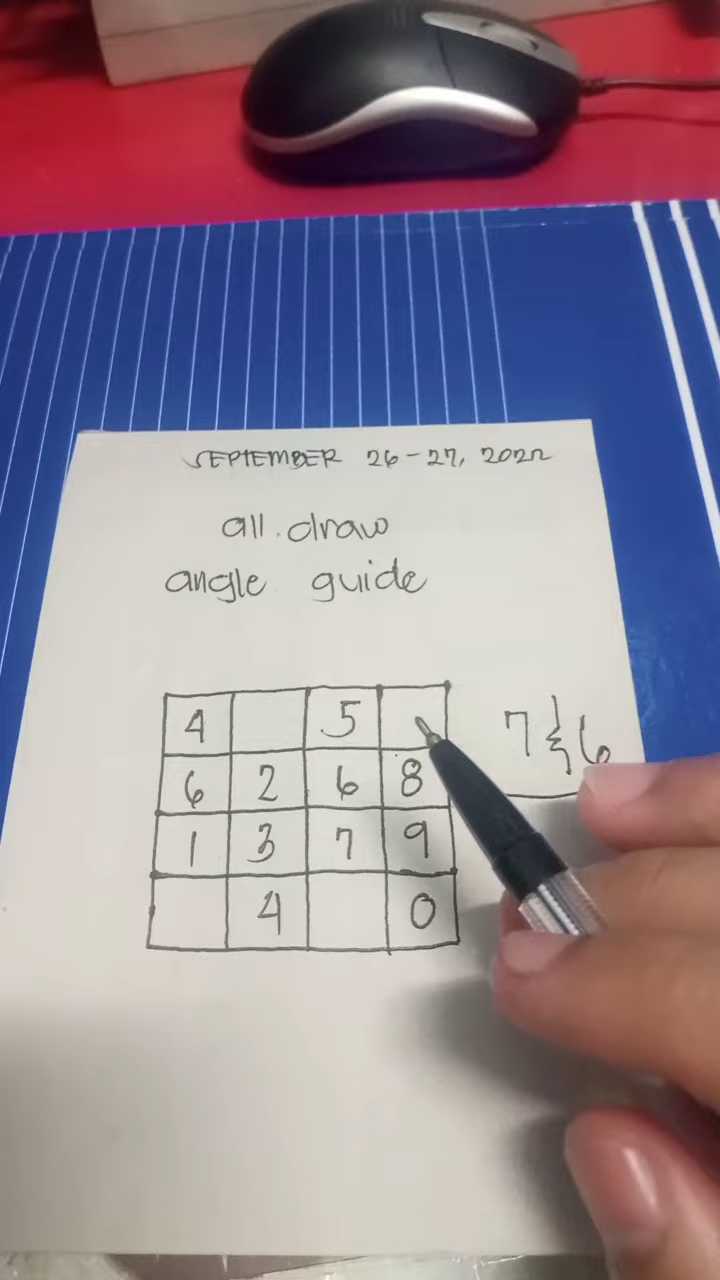 SEPTEMBER 26-27, 2022
all. draw
angle guide
4 5 7 & 6
6 2 6 8
1 3 7 9
4 0